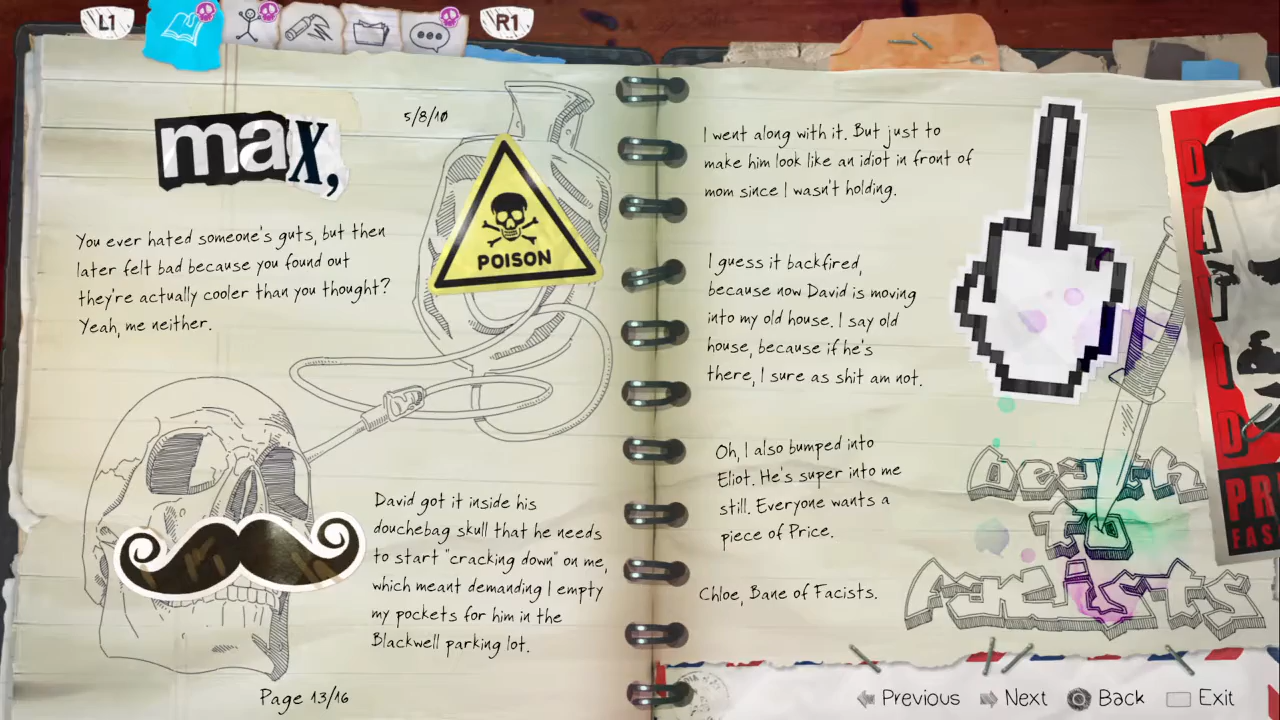 L1
R1
max,
5/8/10
POISON
You ever hated someone's guts, but then
later felt bad because you found out
they're actually cooler than you thought?
Yeah, me neither.
David got it inside his
douchebag skull that he needs
to start "cracking down" on me,
which meant demanding I empty
my pockets for him in the
Blackwell parking lot.
Page 13/16
I went along with it. But just to
make him look like an idiot in front of
mom since I wasn't holding.
I guess it backfired,
because now David is moving
into my old house. I say old
house, because if he's
there, I sure as shit am not.
Oh, I also bumped into
Eliot. He's super into me
still. Everyone wants a
piece of Price.
Chloe, Bane of Facists.
Death
to
DAVID
PRI
FAS
Previous
Next
Back
Exit